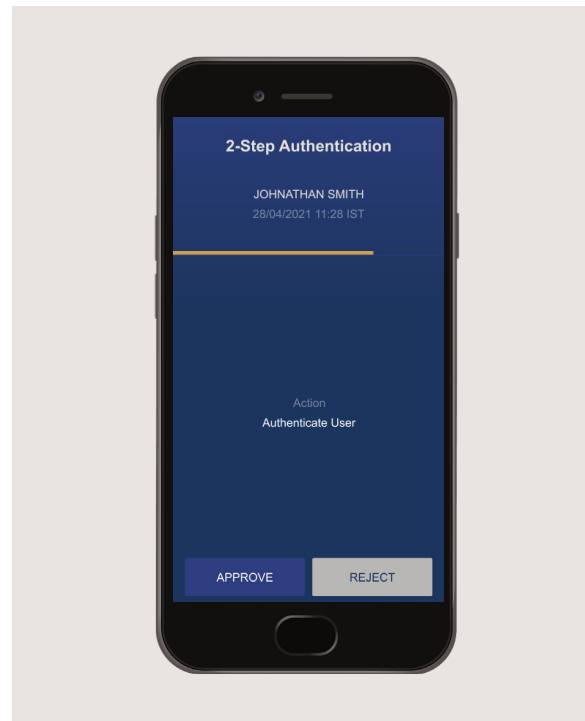 2-Step Authentication
JOHNATHAN SMITH
28/04/2021 11:28 IST
Action
Authenticate User
APPROVE REJECT